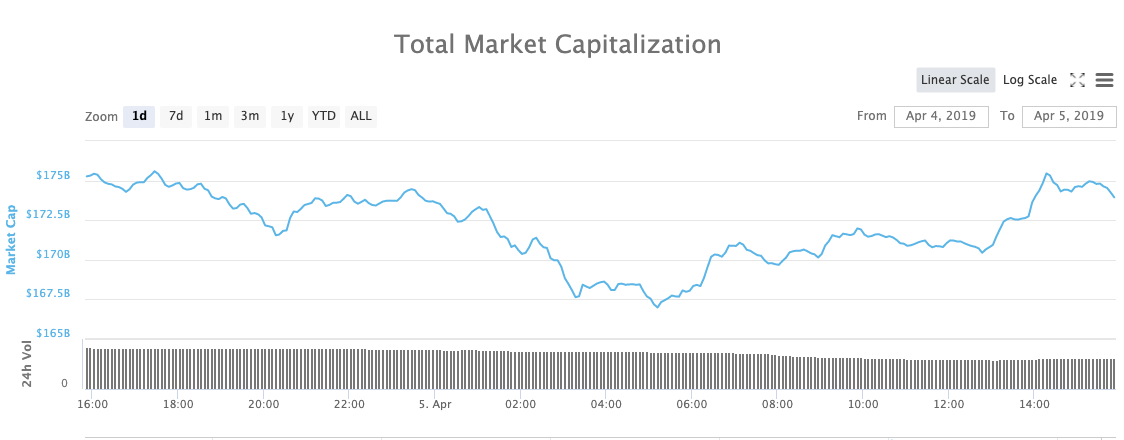 Total Market Capitalization
Linear Scale Log Scale
Zoom 1d 7d 1m 3m 1y YTD ALL From Apr 4, 2019 To Apr 5, 2019
$175B
$172.5B
$170B
$167.5B
$165B
Market Cap
24h Vol
0
16:00 18:00 20:00 22:00 5. Apr 02:00 04:00 06:00 08:00 10:00 12:00 14:00